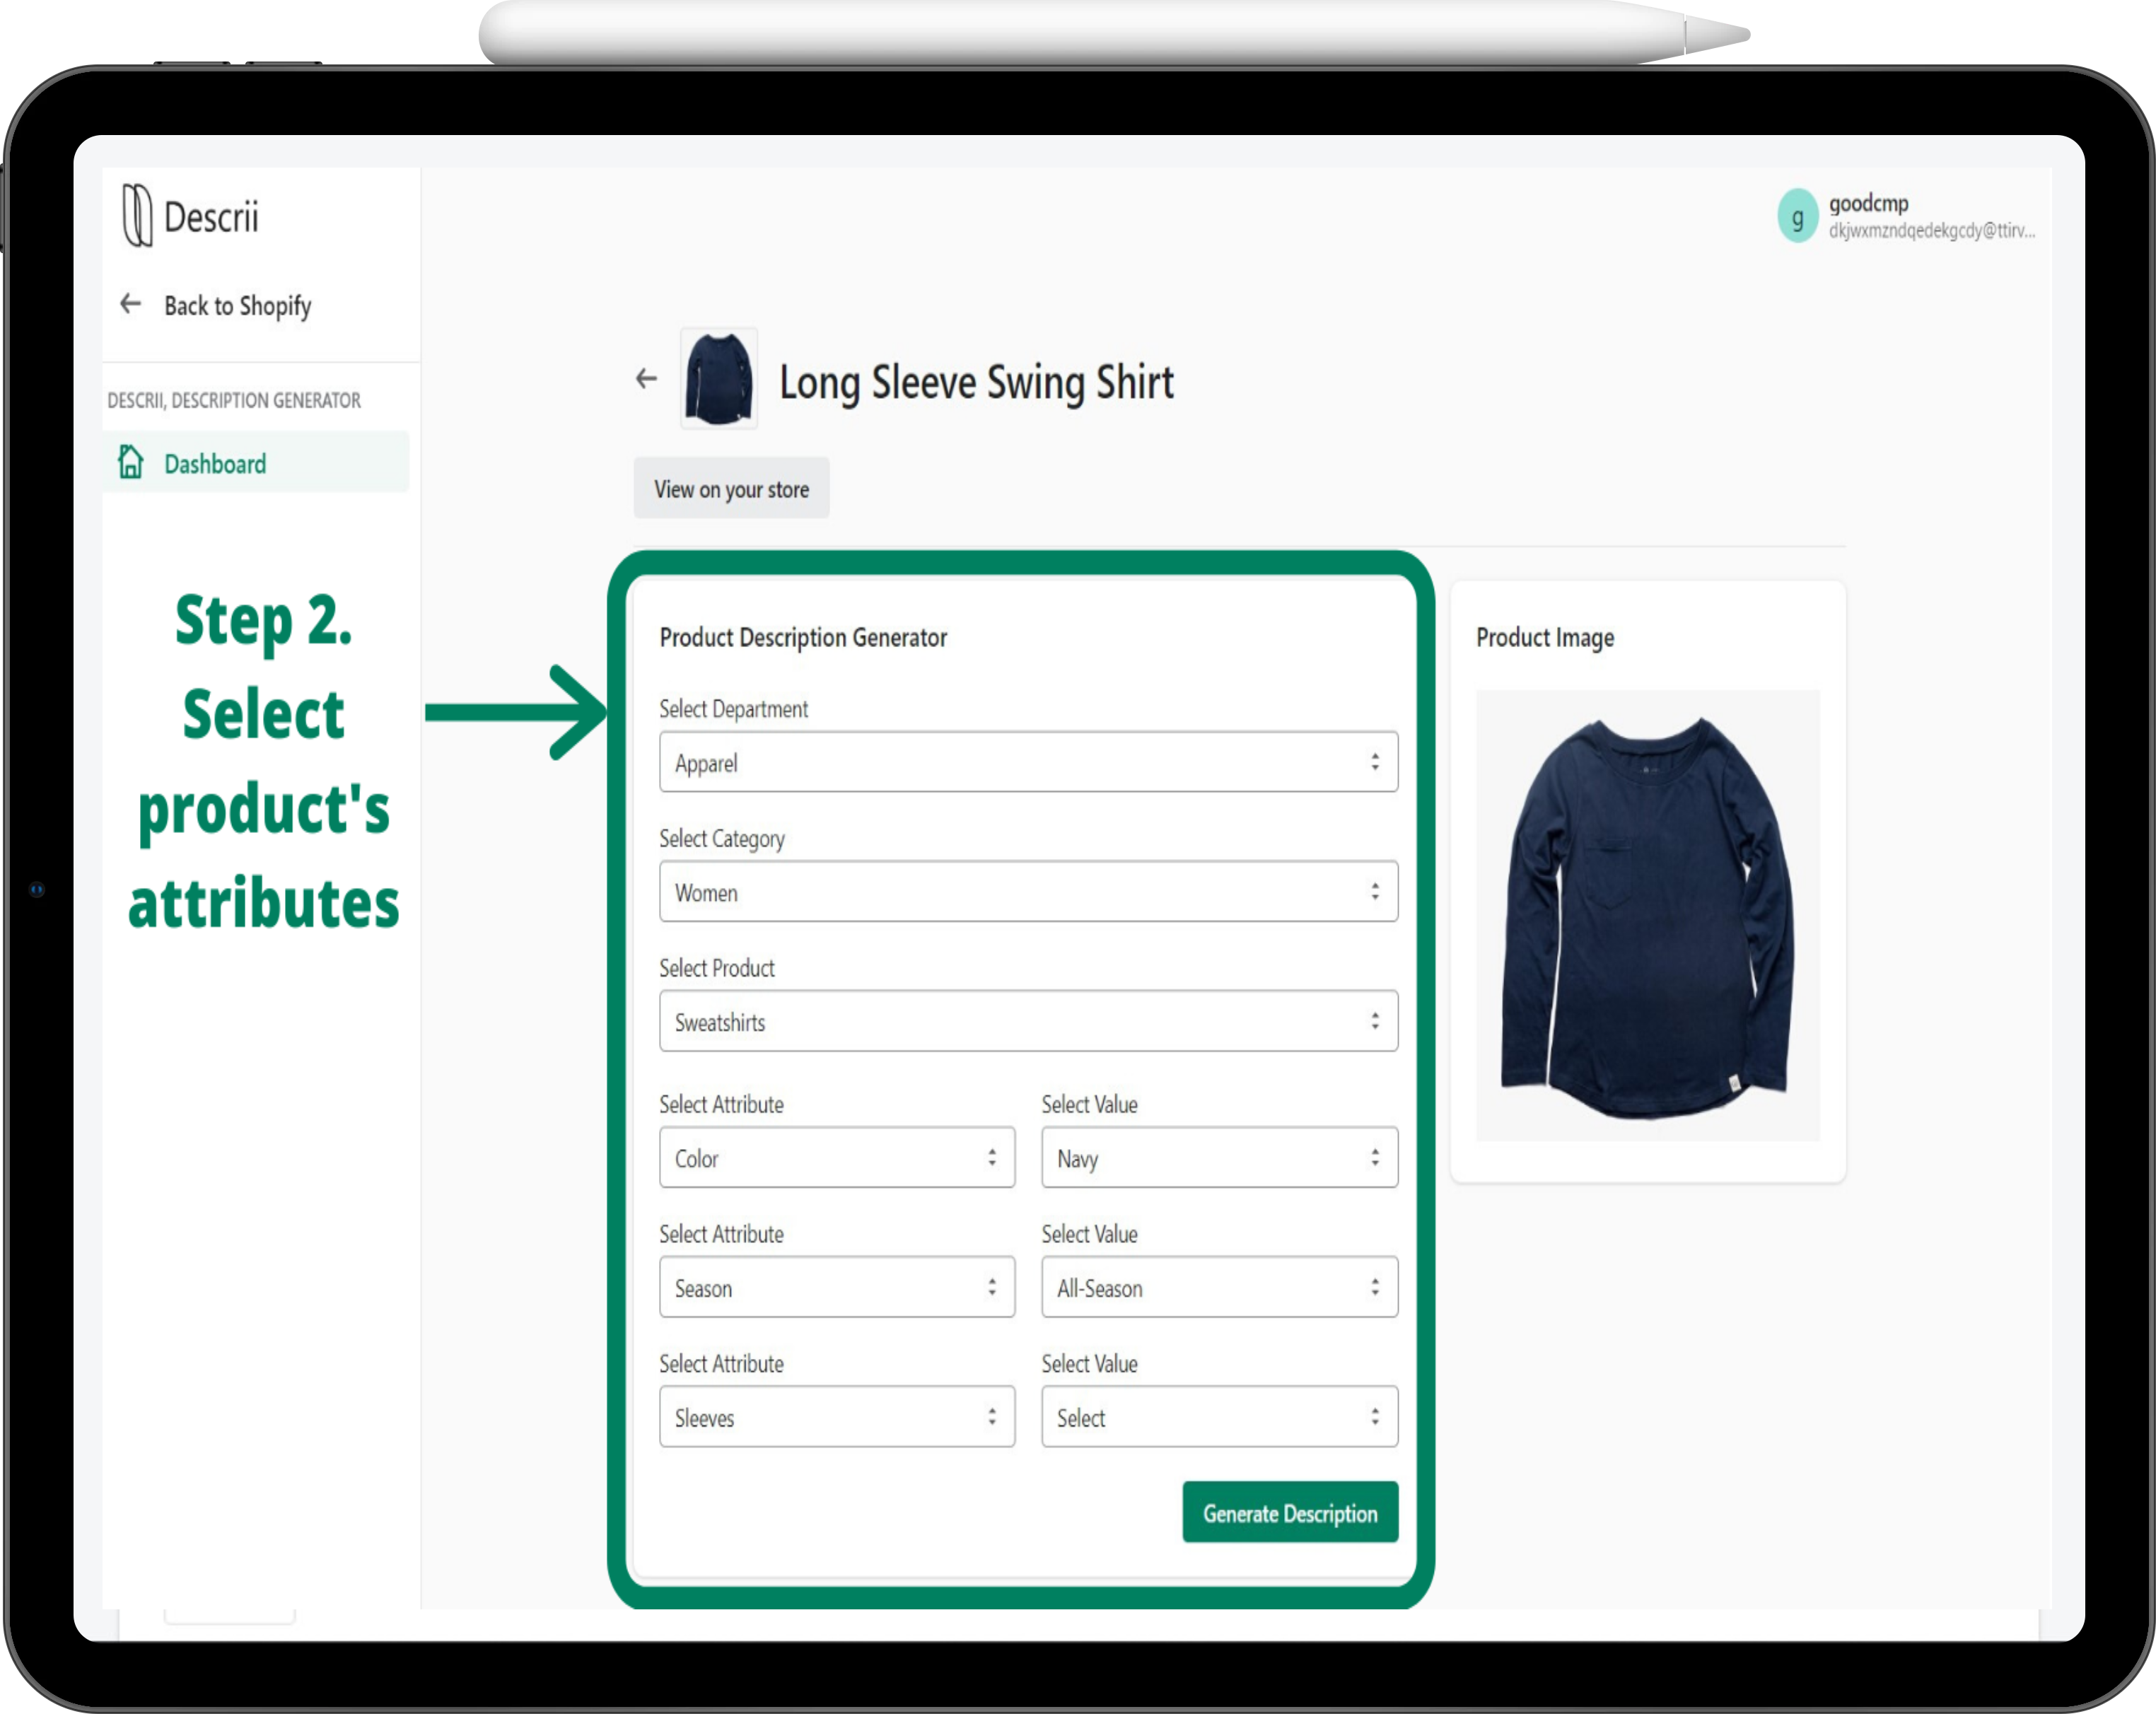 Descrii
Back to Shopify
DESCRII, DESCRIPTION GENERATOR
Dashboard
Step 2.
Select
product's
attributes
g
goodcmp
dkjwxmzndqedekgcdy@ttirv...
Long Sleeve Swing Shirt
View on your store
Product Description Generator
Select Department
Apparel
Select Category
Women
Select Product
Sweatshirts
Select Attribute
Select Value
Color
Navy
Select Attribute
Select Value
Season
All-Season
Select Attribute
Select Value
Sleeves
Select
Generate Description
Product Image